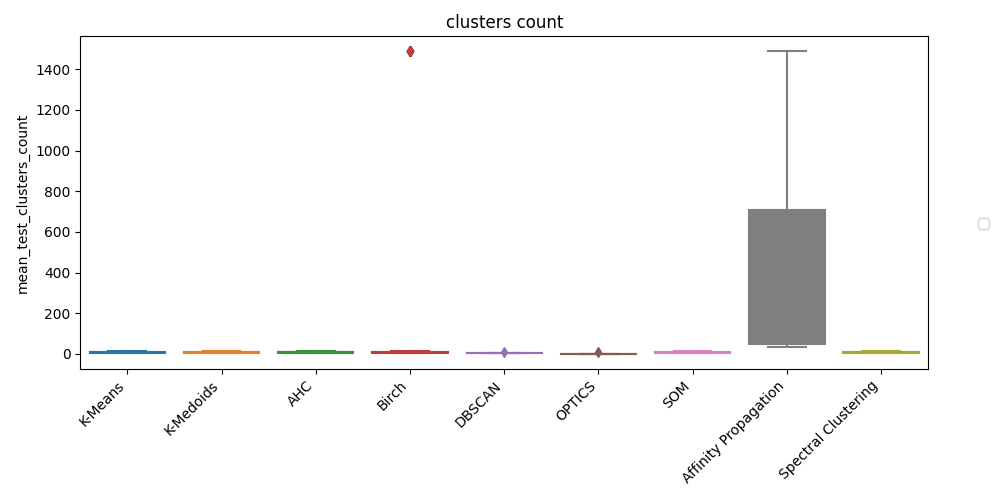 clusters count
mean_test_clusters_count
1400
1200
1000
800
600
400
200
0
K-Means
K-Medoids
AHC
Birch
DBSCAN
OPTICS
SOM
Affinity Propagation
Spectral Clustering